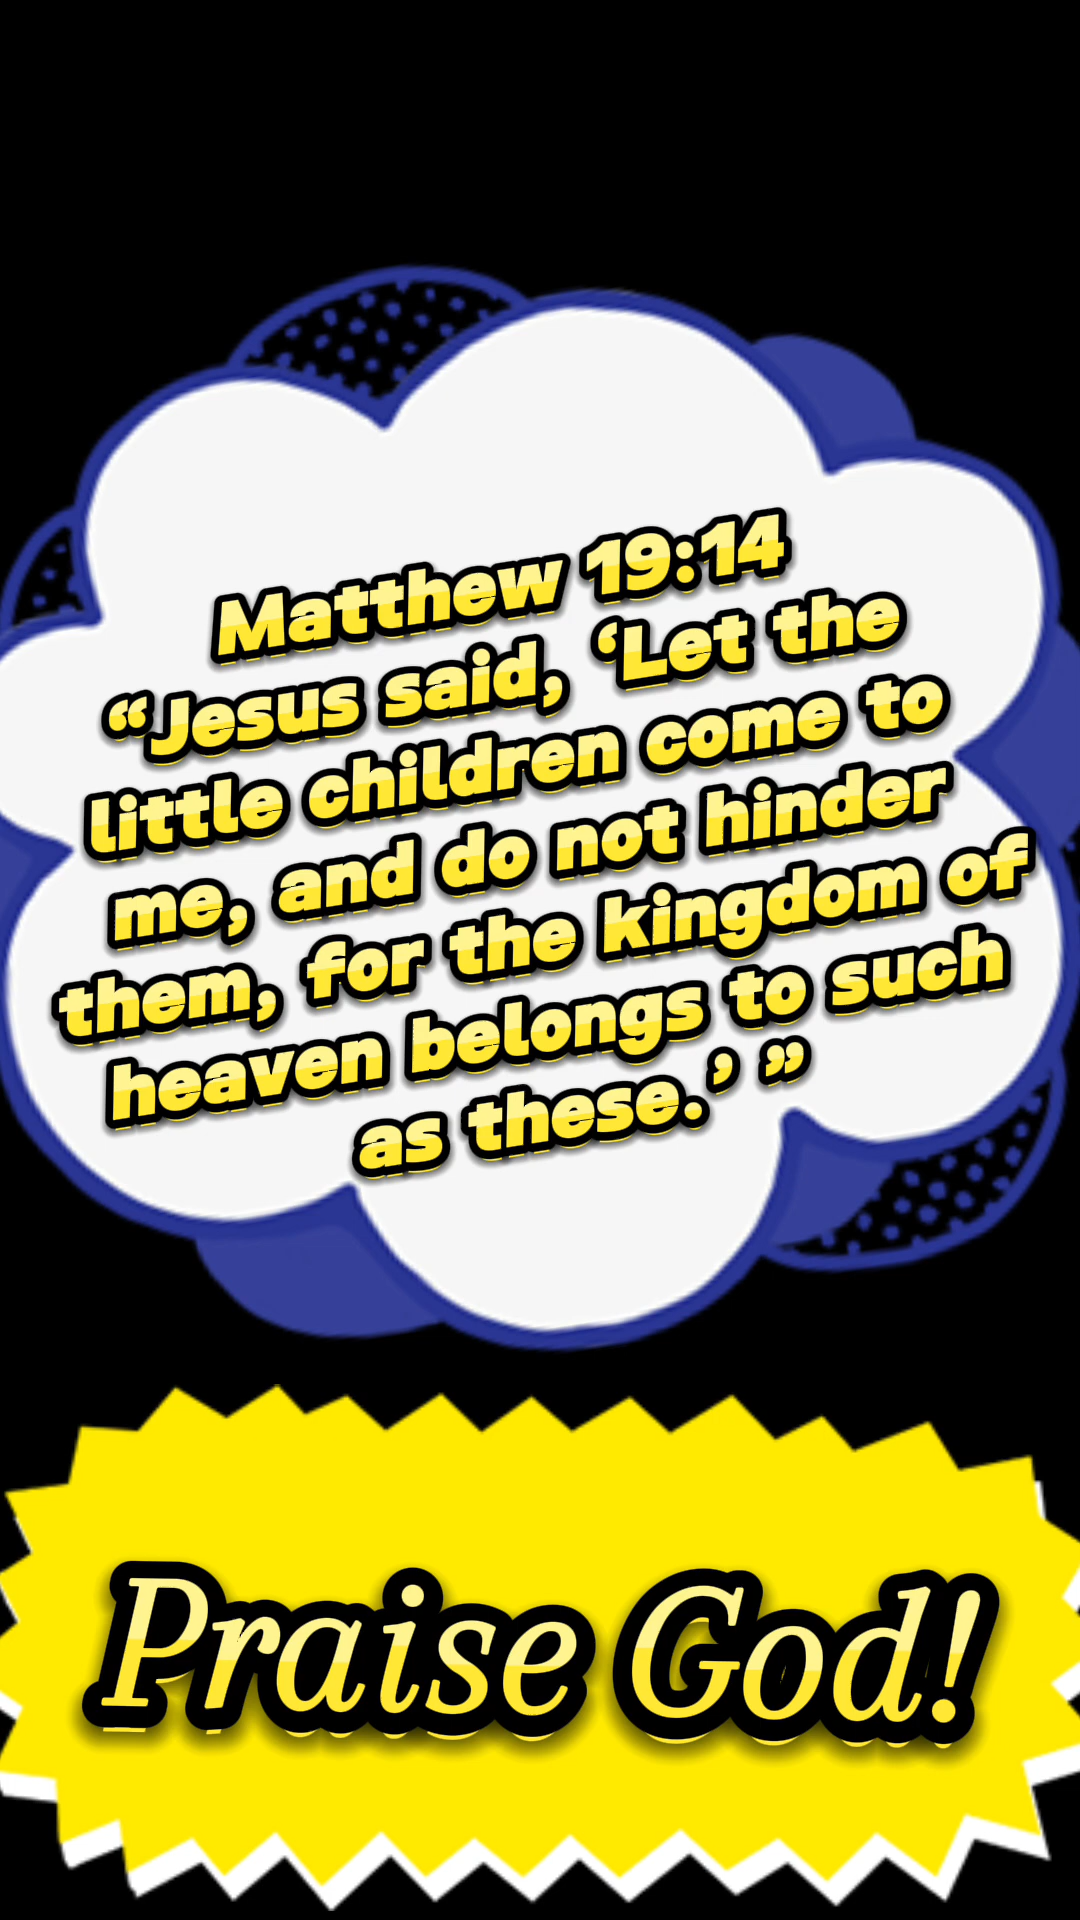 Matthew 19:14
“Jesus said, ‘Let the
little children come to
me, and do not hinder
them, for the kingdom of
heaven belongs to such
as these.’ ”
Praise God!